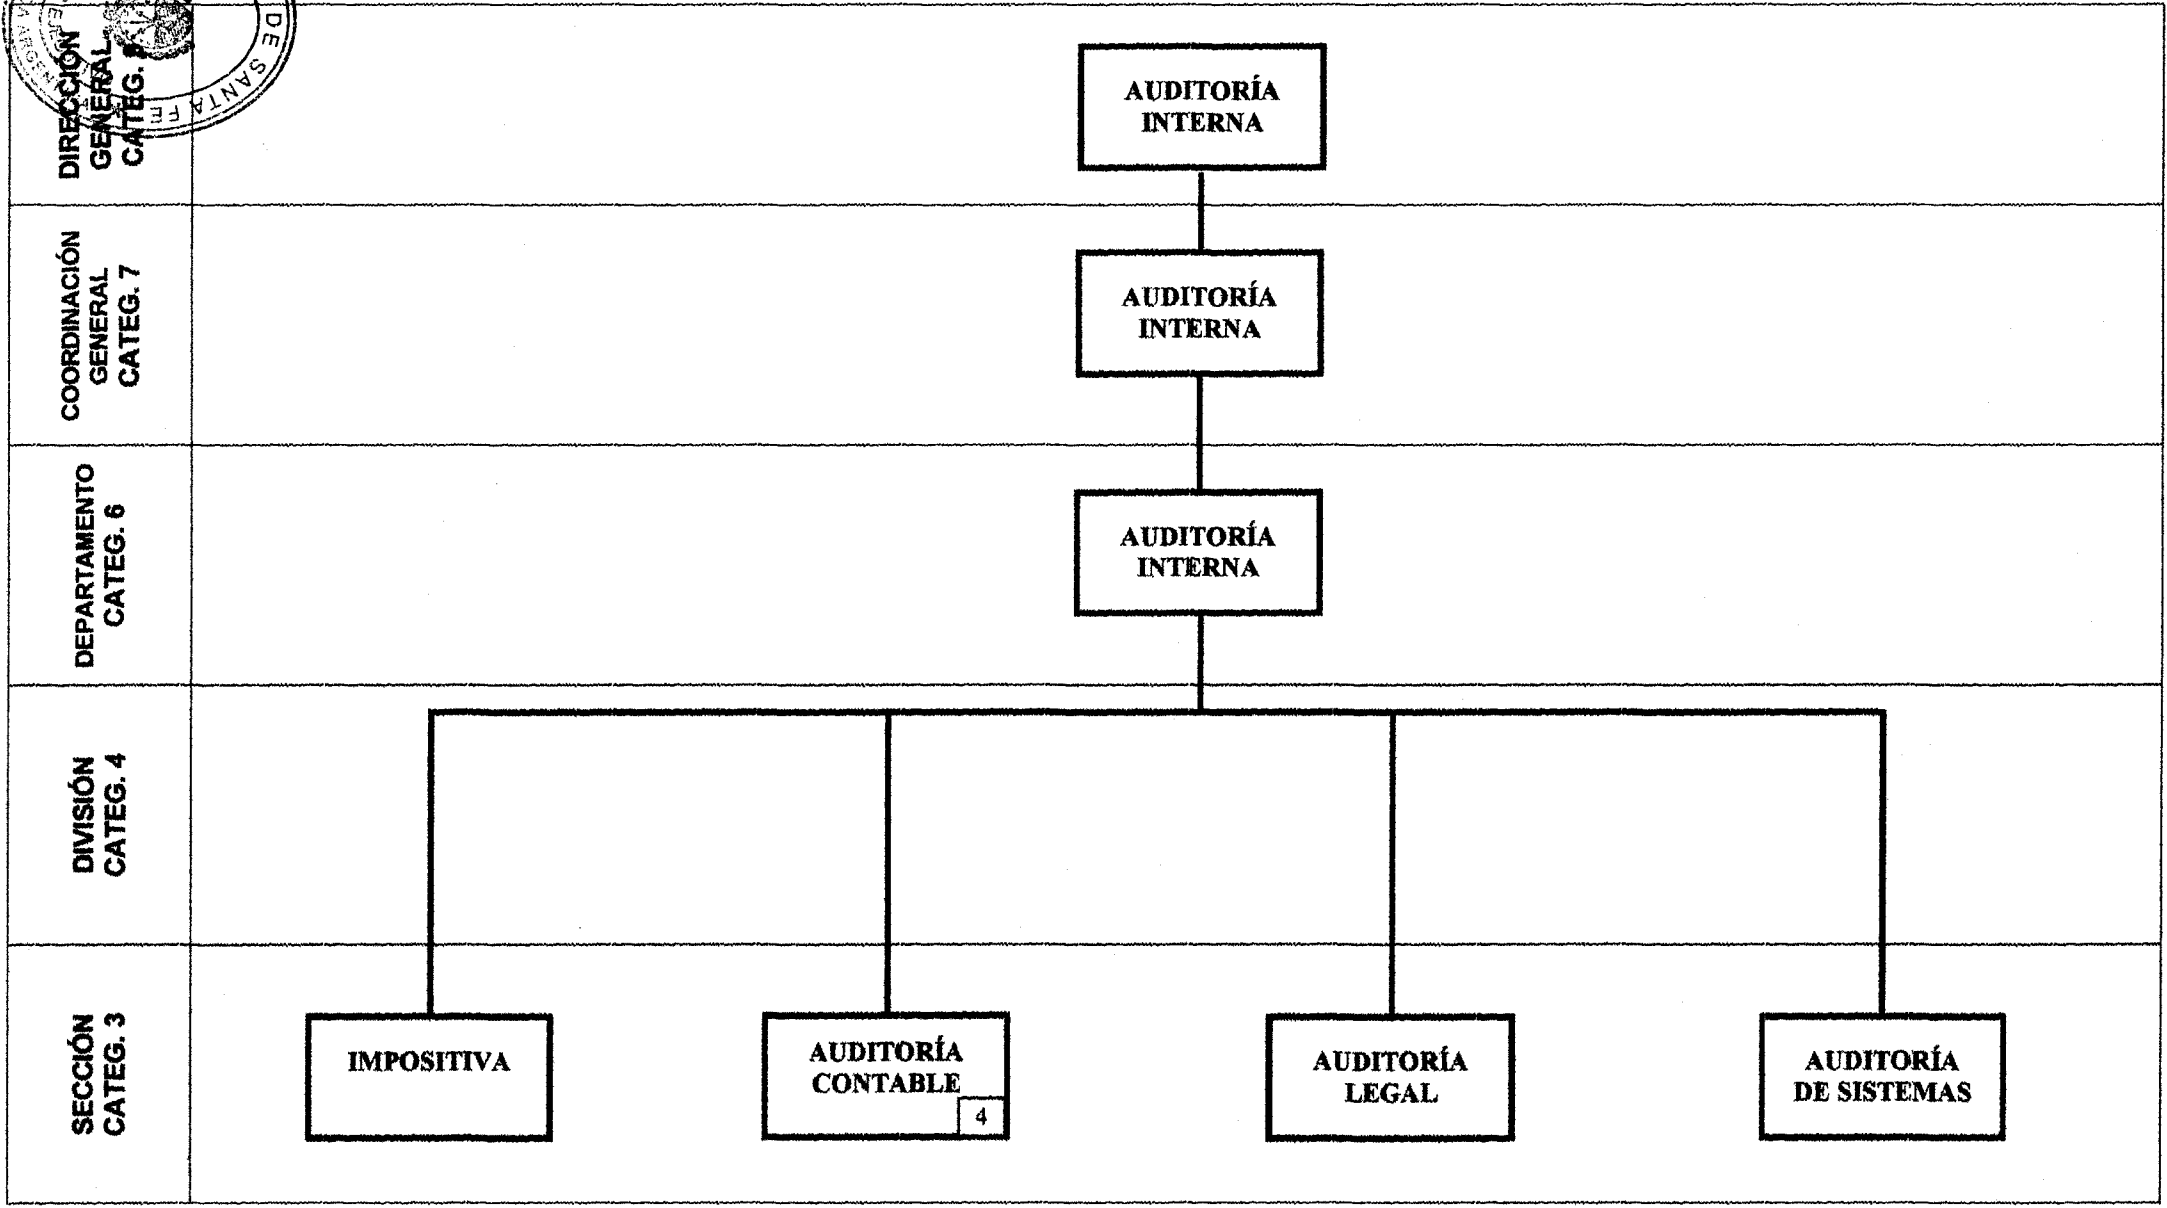 DE SANTA FE
DIRECCIÓN
GENERAL
CATEG. 8
AUDITORÍA
INTERNA
COORDINACIÓN
GENERAL
CATEG. 7
AUDITORÍA
INTERNA
DEPARTAMENTO
CATEG. 6
AUDITORÍA
INTERNA
DIVISIÓN
CATEG. 4
SECCIÓN
CATEG. 3
IMPOSITIVA
AUDITORÍA
CONTABLE
4
AUDITORÍA
LEGAL
AUDITORÍA
DE SISTEMAS